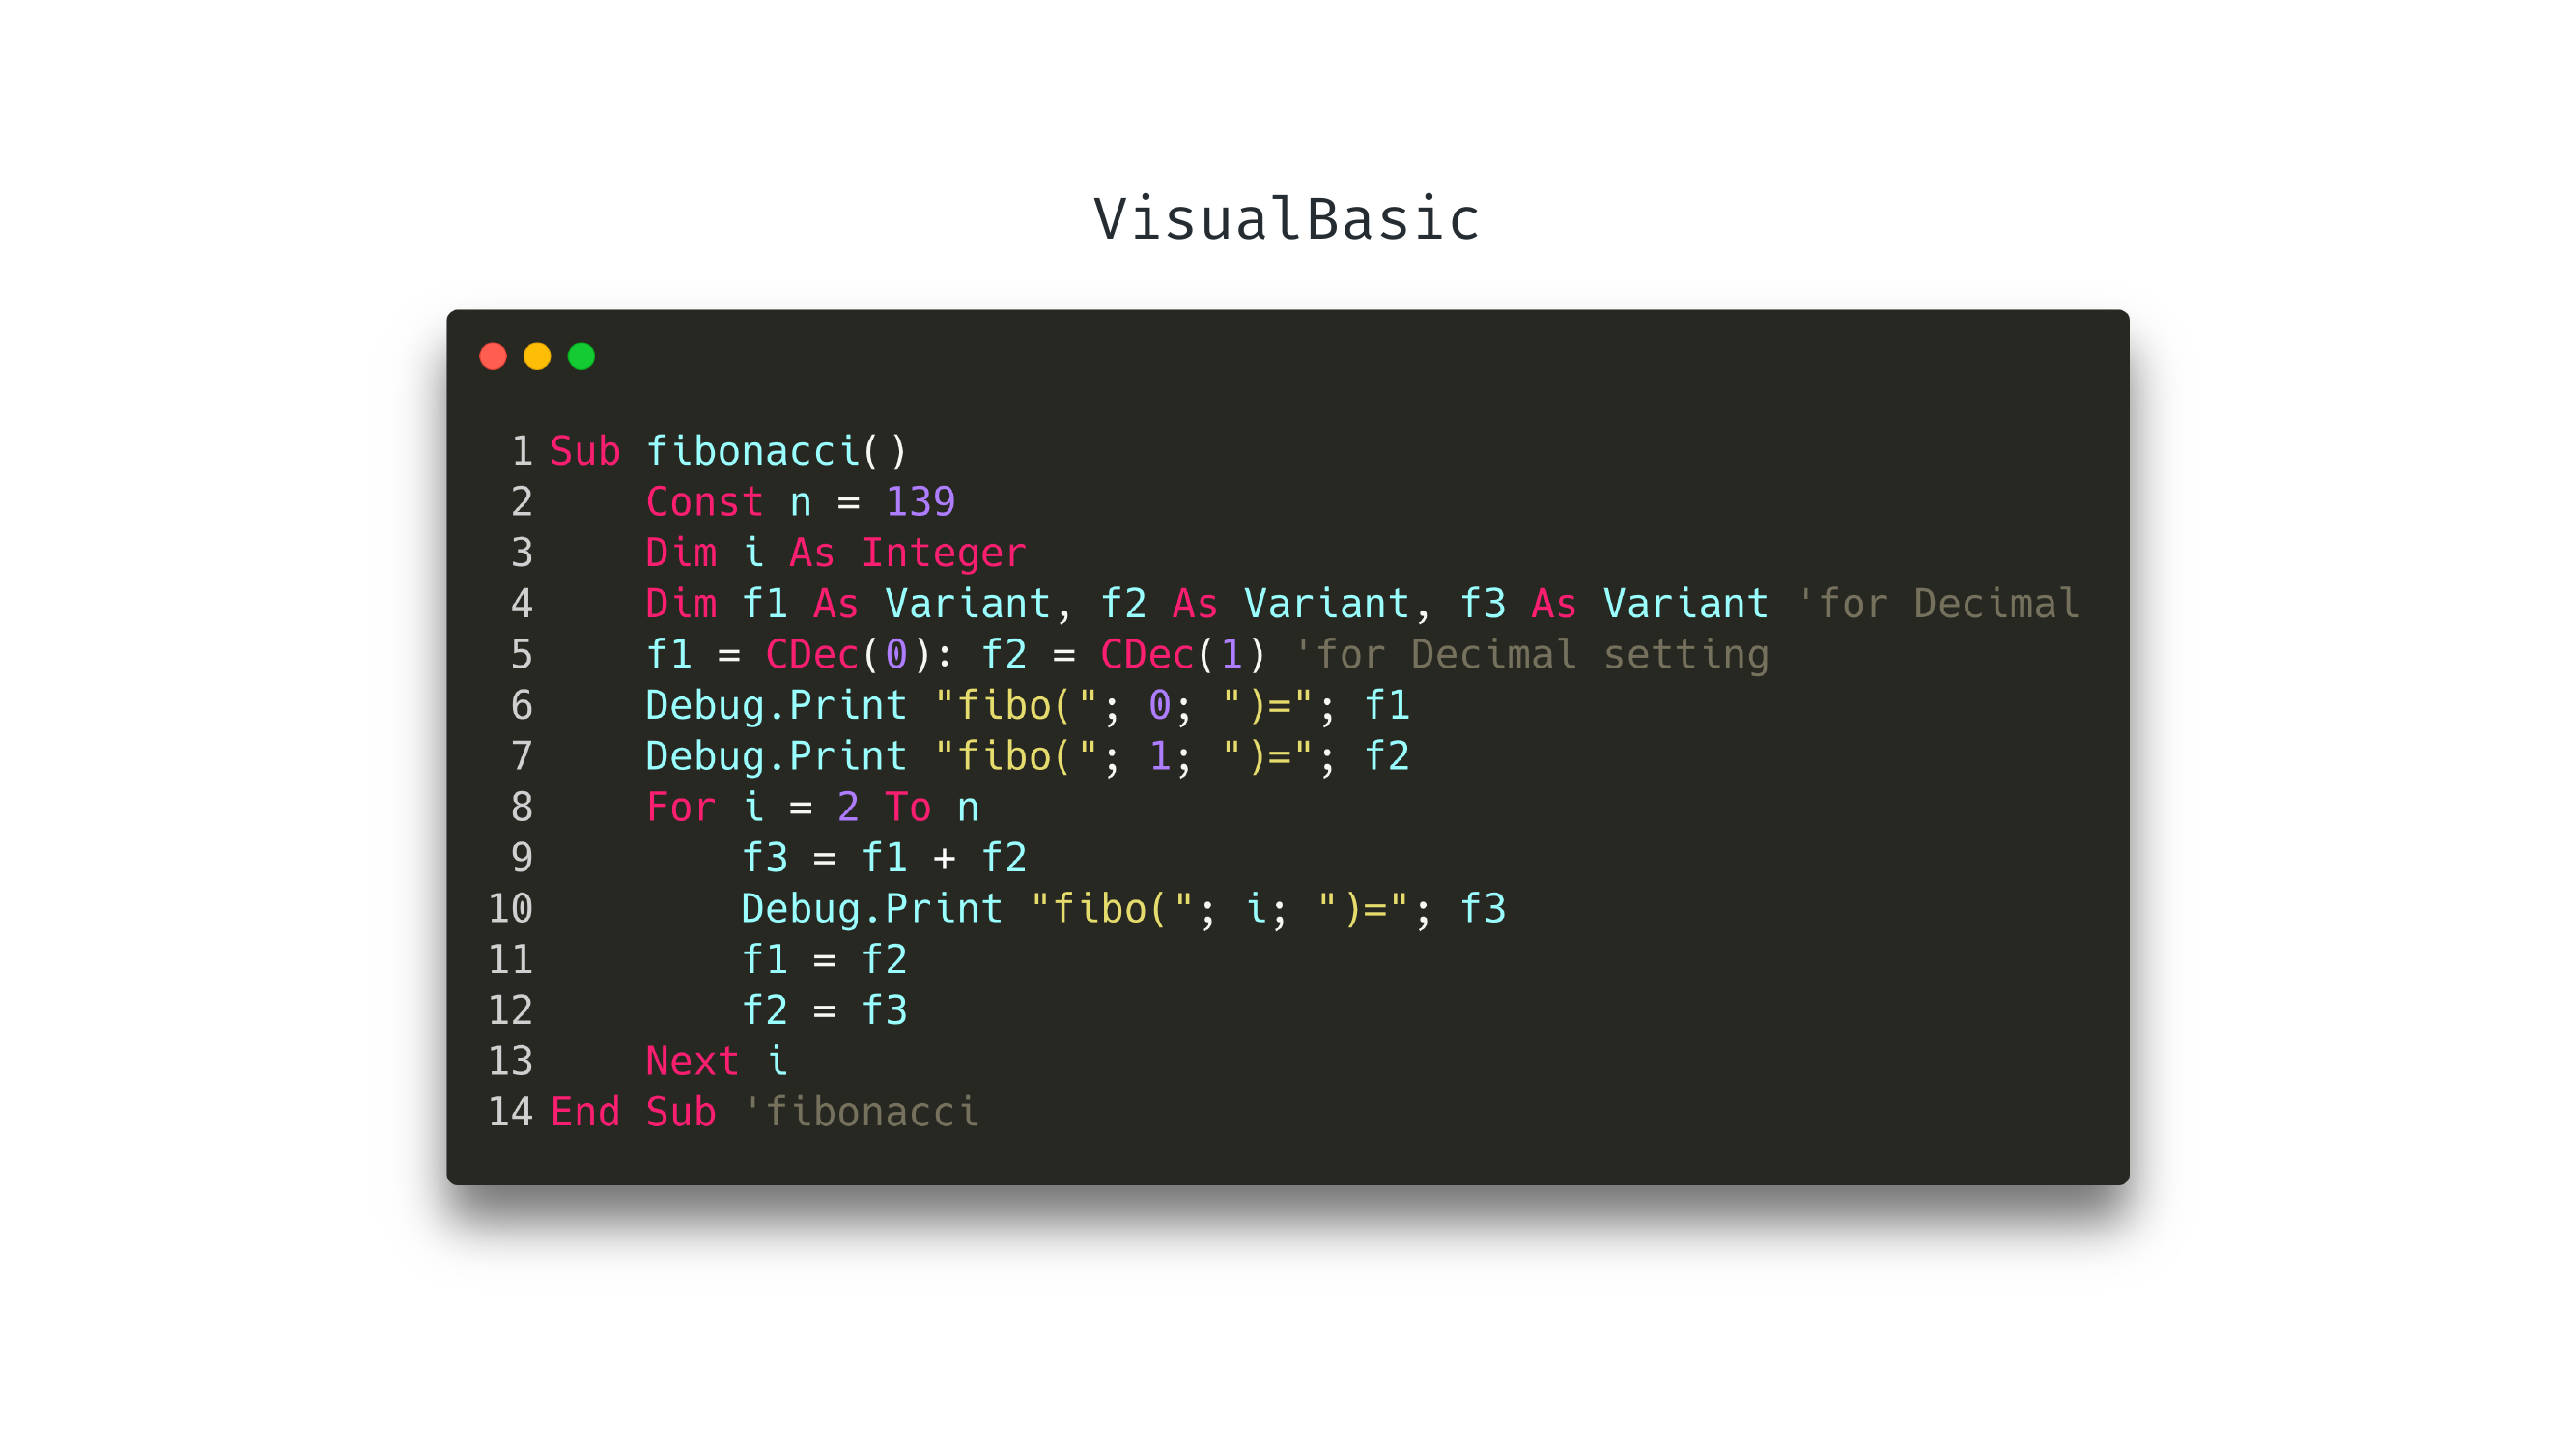 VisualBasic
1 Sub fibonacci()
2     Const n = 139
3     Dim i As Integer
4     Dim f1 As Variant, f2 As Variant, f3 As Variant 'for Decimal
5     f1 = CDec(0): f2 = CDec(1) 'for Decimal setting
6     Debug.Print "fibo("; 0; ")="; f1
7     Debug.Print "fibo("; 1; ")="; f2
8     For i = 2 To n
9         f3 = f1 + f2
10         Debug.Print "fibo("; i; ")="; f3
11         f1 = f2
12         f2 = f3
13     Next i
14 End Sub 'fibonacci